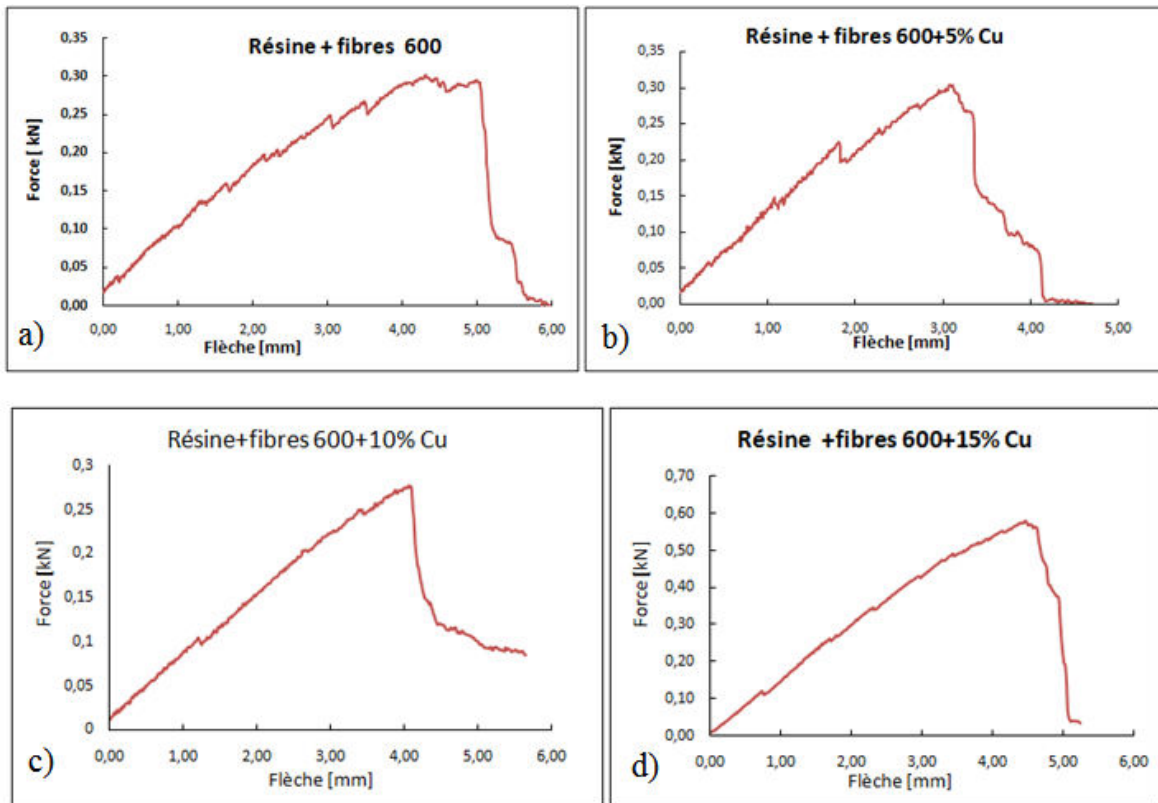 Résine + fibres 600
Force [ kN]
0,35
0,30
0,25
0,20
0,15
0,10
0,05
0,00
0,00 1,00 2,00 3,00 4,00 5,00 6,00
Flèche [mm]
a)
Résine + fibres 600+5% Cu
Force [kN]
0,35
0,30
0,25
0,20
0,15
0,10
0,05
0,00
0,00 1,00 2,00 3,00 4,00 5,00
Flèche [mm]
b)
Résine+fibres 600+10% Cu
Force [kN]
0,3
0,25
0,2
0,15
0,1
0,05
0
0,00 1,00 2,00 3,00 4,00 5,00 6,00
Flèche [mm]
c)
Résine +fibres 600+15% Cu
Force [kN]
0,70
0,60
0,50
0,40
0,30
0,20
0,10
0,00
0,00 1,00 2,00 3,00 4,00 5,00 6,00
Flèche [mm]
d)